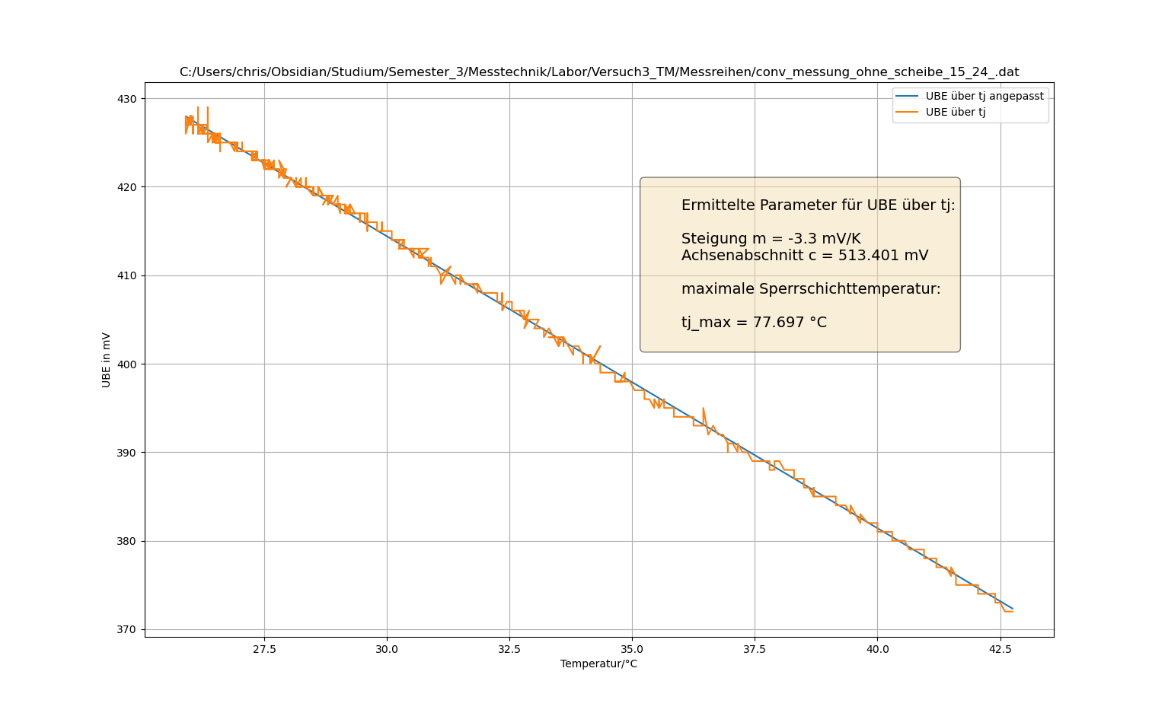 C:/Users/chris/Obsidian/Studium/Semester_3/Messtechnik/Labor/Versuch3_TM/Messreihen/conv_messung_ohne_scheibe_15_24_.dat
UBE über tj angepasst
UBE über tj
Ermittelte Parameter für UBE über tj:
Steigung m = -3.3 mV/K
Achsenabschnitt c = 513.401 mV
maximale Sperrschichttemperatur:
tj_max = 77.697 °C
UBE in mV
430
420
410
400
390
380
370
27.5
30.0
32.5
35.0
37.5
40.0
42.5
Temperatur/°C